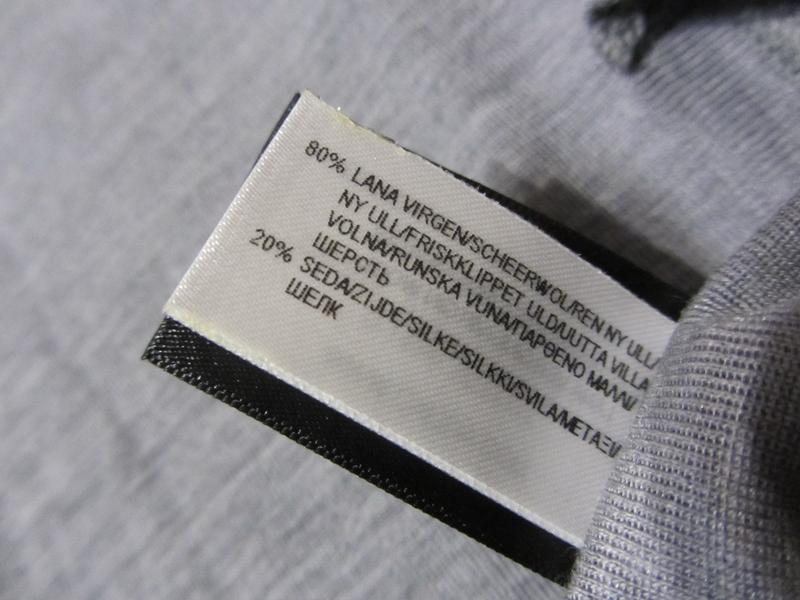 80% LANA VIRGEN/SCHEERWOL/REN NY ULL/
NY ULL/FRISKKLIPPET ULD/UUTTA VILLA
VOLNA/RUNSKA VUNA/ΠΑΡΘΕΝΟ ΜΑΛΛΙ
ШЕРСТЬ
20% SEDA/ZIJDE/SILKE/SILKKI/SVILA/ΜΕΤΑΞΙ
ШЕЛК